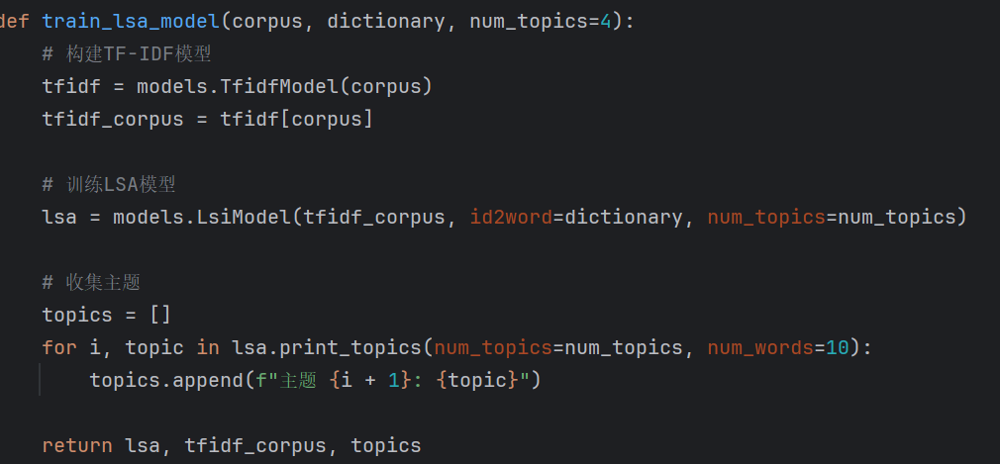 def train_lsa_model(corpus, dictionary, num_topics=4):
    # 构建TF-IDF模型
    tfidf = models.TfidfModel(corpus)
    tfidf_corpus = tfidf[corpus]

    # 训练LSA模型
    lsa = models.LsiModel(tfidf_corpus, id2word=dictionary, num_topics=num_topics)

    # 收集主题
    topics = []
    for i, topic in lsa.print_topics(num_topics=num_topics, num_words=10):
        topics.append(f"主题 {i + 1}: {topic}")

    return lsa, tfidf_corpus, topics